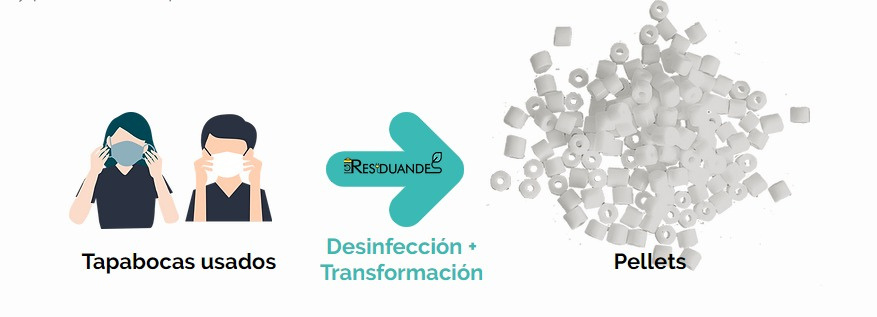 RESIDUANDES
Tapabocas usados
Desinfección +
Transformación
Pellets